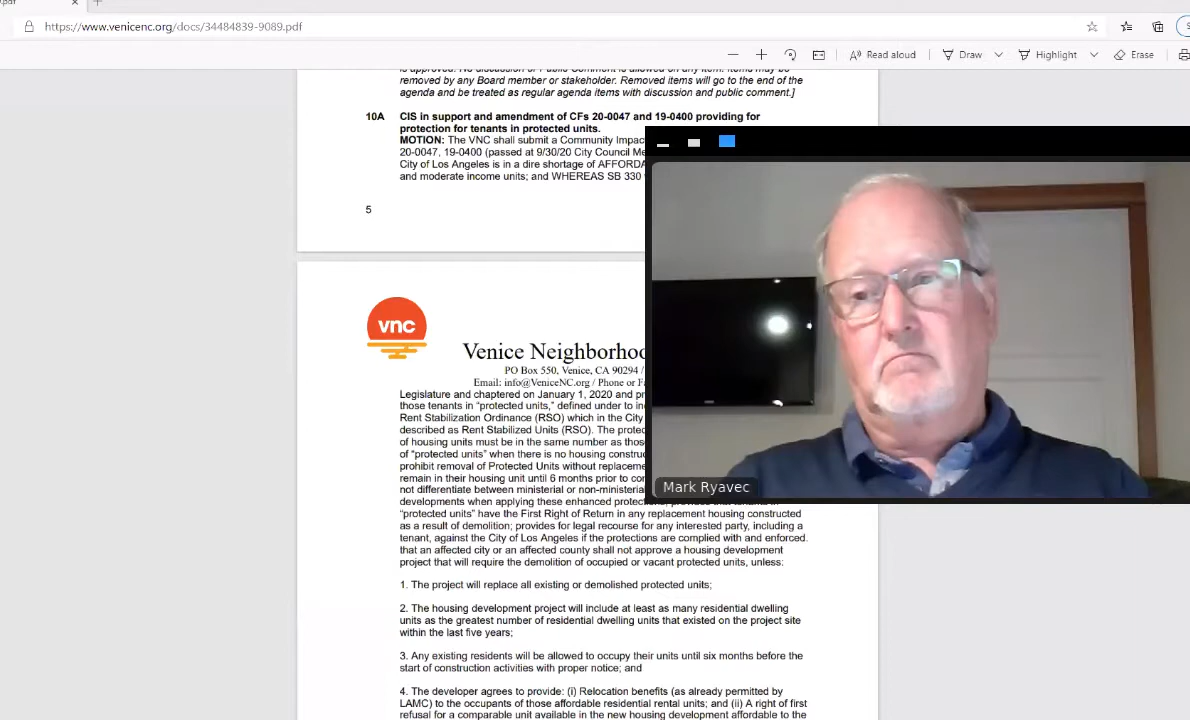 .pdf
https://www.venicenc.org/docs/34484839-9089.pdf
Read aloud
Draw
Highlight
Erase
is approved. No discussion or Public Comment is allowed on any item. Items may be
removed by any Board member or stakeholder. Removed items will go to the end of the
agenda and be treated as regular agenda items with discussion and public comment.]
10A CIS in support and amendment of CFs 20-0047 and 19-0400 providing for
protection for tenants in protected units.
MOTION: The VNC shall submit a Community Impac
20-0047, 19-0400 (passed at 9/30/20 City Council Me
City of Los Angeles is in a dire shortage of AFFORDA
and moderate income units; and WHEREAS SB 330
5
vnc
Venice Neighborhoo
PO Box 550, Venice, CA 90294 /
Email: info@VeniceNC.org / Phone or Fa
Legislature and chaptered on January 1, 2020 and pr
those tenants in “protected units,” defined under to in
Rent Stabilization Ordinance (RSO) which in the City
described as Rent Stabilized Units (RSO). The protec
of housing units must be in the same number as thos
of “protected units” when there is no housing construc
prohibit removal of Protected Units without replaceme
remain in their housing unit until 6 months prior to con
not differentiate between ministerial or non-ministerial
developments when applying these enhanced protectio
“protected units” have the First Right of Return in any replacement housing constructed
as a result of demolition; provides for legal recourse for any interested party, including a
tenant, against the City of Los Angeles if the protections are complied with and enforced.
that an affected city or an affected county shall not approve a housing development
project that will require the demolition of occupied or vacant protected units, unless:
1. The project will replace all existing or demolished protected units;
2. The housing development project will include at least as many residential dwelling
units as the greatest number of residential dwelling units that existed on the project site
within the last five years;
3. Any existing residents will be allowed to occupy their units until six months before the
start of construction activities with proper notice; and
4. The developer agrees to provide: (i) Relocation benefits (as already permitted by
LAMC) to the occupants of those affordable residential rental units; and (ii) A right of first
refusal for a comparable unit available in the new housing development affordable to the
Mark Ryavec